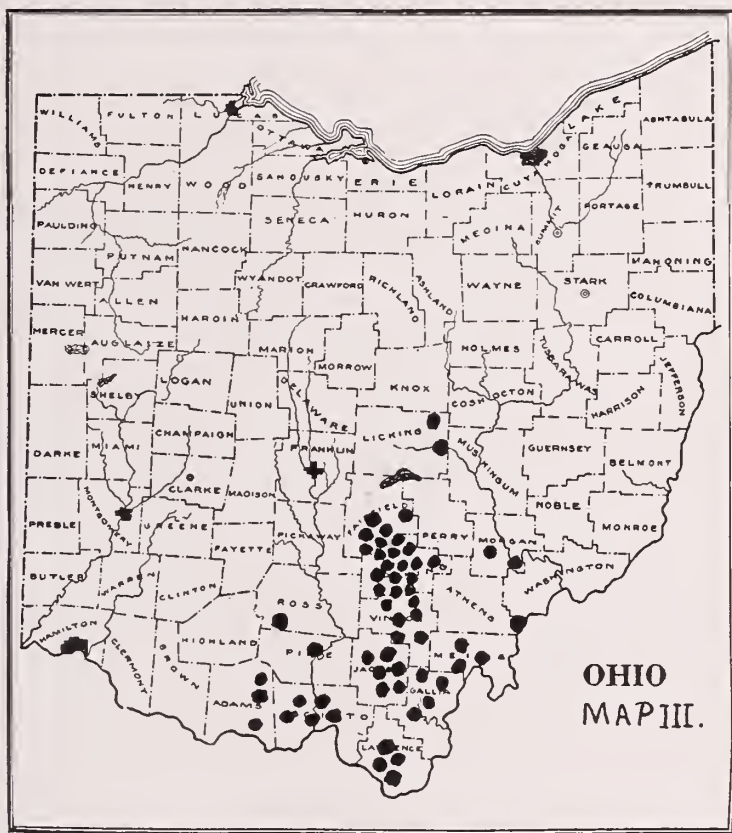 WILLIAMS
FULTON
LUCAS
OTTAWA
LAKE
ASHTABULA
GEAUGA
CUYAHOGA
DEFIANCE
HENRY
WOOD
SANDUSKY
ERIE
LORAIN
TRUMBULL
PAULDING
SENECA
HURON
MEDINA
SUMMIT
PORTAGE
PUTNAM
HANCOCK
MAHONING
VAN WERT
ALLEN
WYANDOT
CRAWFORD
RICHLAND
ASHLAND
WAYNE
STARK
COLUMBIANA
MERCER
AUGLAIZE
HARDIN
MARION
MORROW
HOLMES
TUSCARAWAS
CARROLL
JEFFERSON
SHELBY
LOGAN
UNION
DELAWARE
KNOX
COSHOCTON
HARRISON
DARKE
MIAMI
CHAMPAIGN
FRANKLIN
LICKING
MUSKINGUM
GUERNSEY
BELMONT
CLARKE
MADISON
PREBLE
MONTGOMERY
GREENE
FAYETTE
PICKAWAY
FAIRFIELD
PERRY
MORGAN
NOBLE
MONROE
BUTLER
WARREN
CLINTON
ROSS
ATHENS
WASHINGTON
HAMILTON
CLERMONT
BROWN
HIGHLAND
PIKE
VIN
JAC
MEIGS
ADAMS
TO
GALLIA
LAWRENCE
OHIO
MAP III.